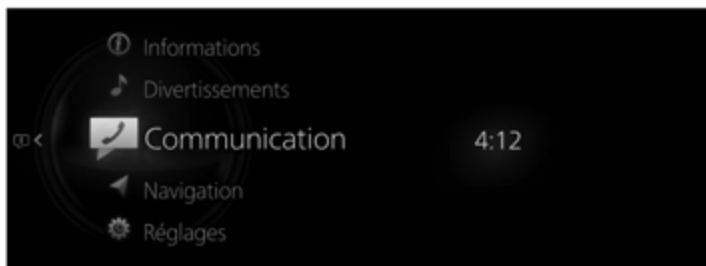 Informations
Divertissements
Communication
4:12
Navigation
Réglages